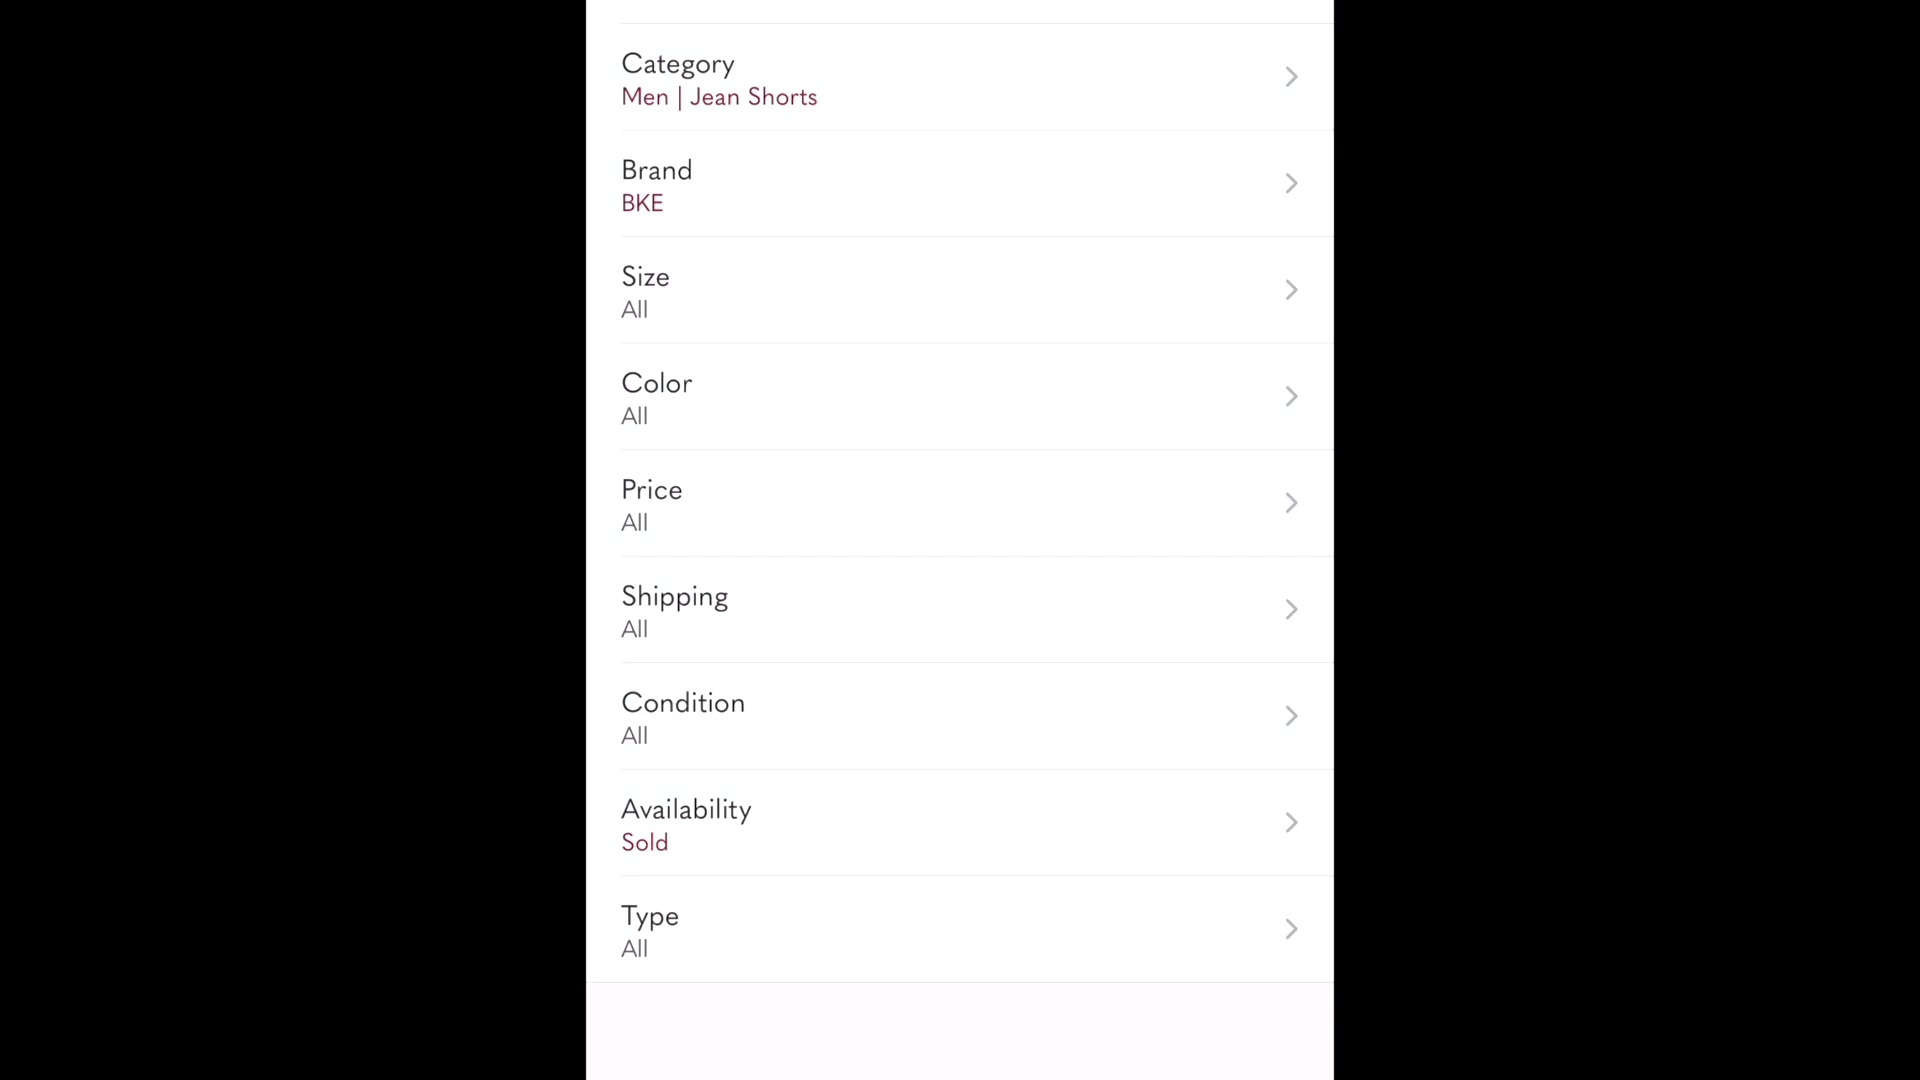 Category
Men | Jean Shorts
Brand
BKE
Size
All
Color
All
Price
All
Shipping
All
Condition
All
Availability
Sold
Type
All